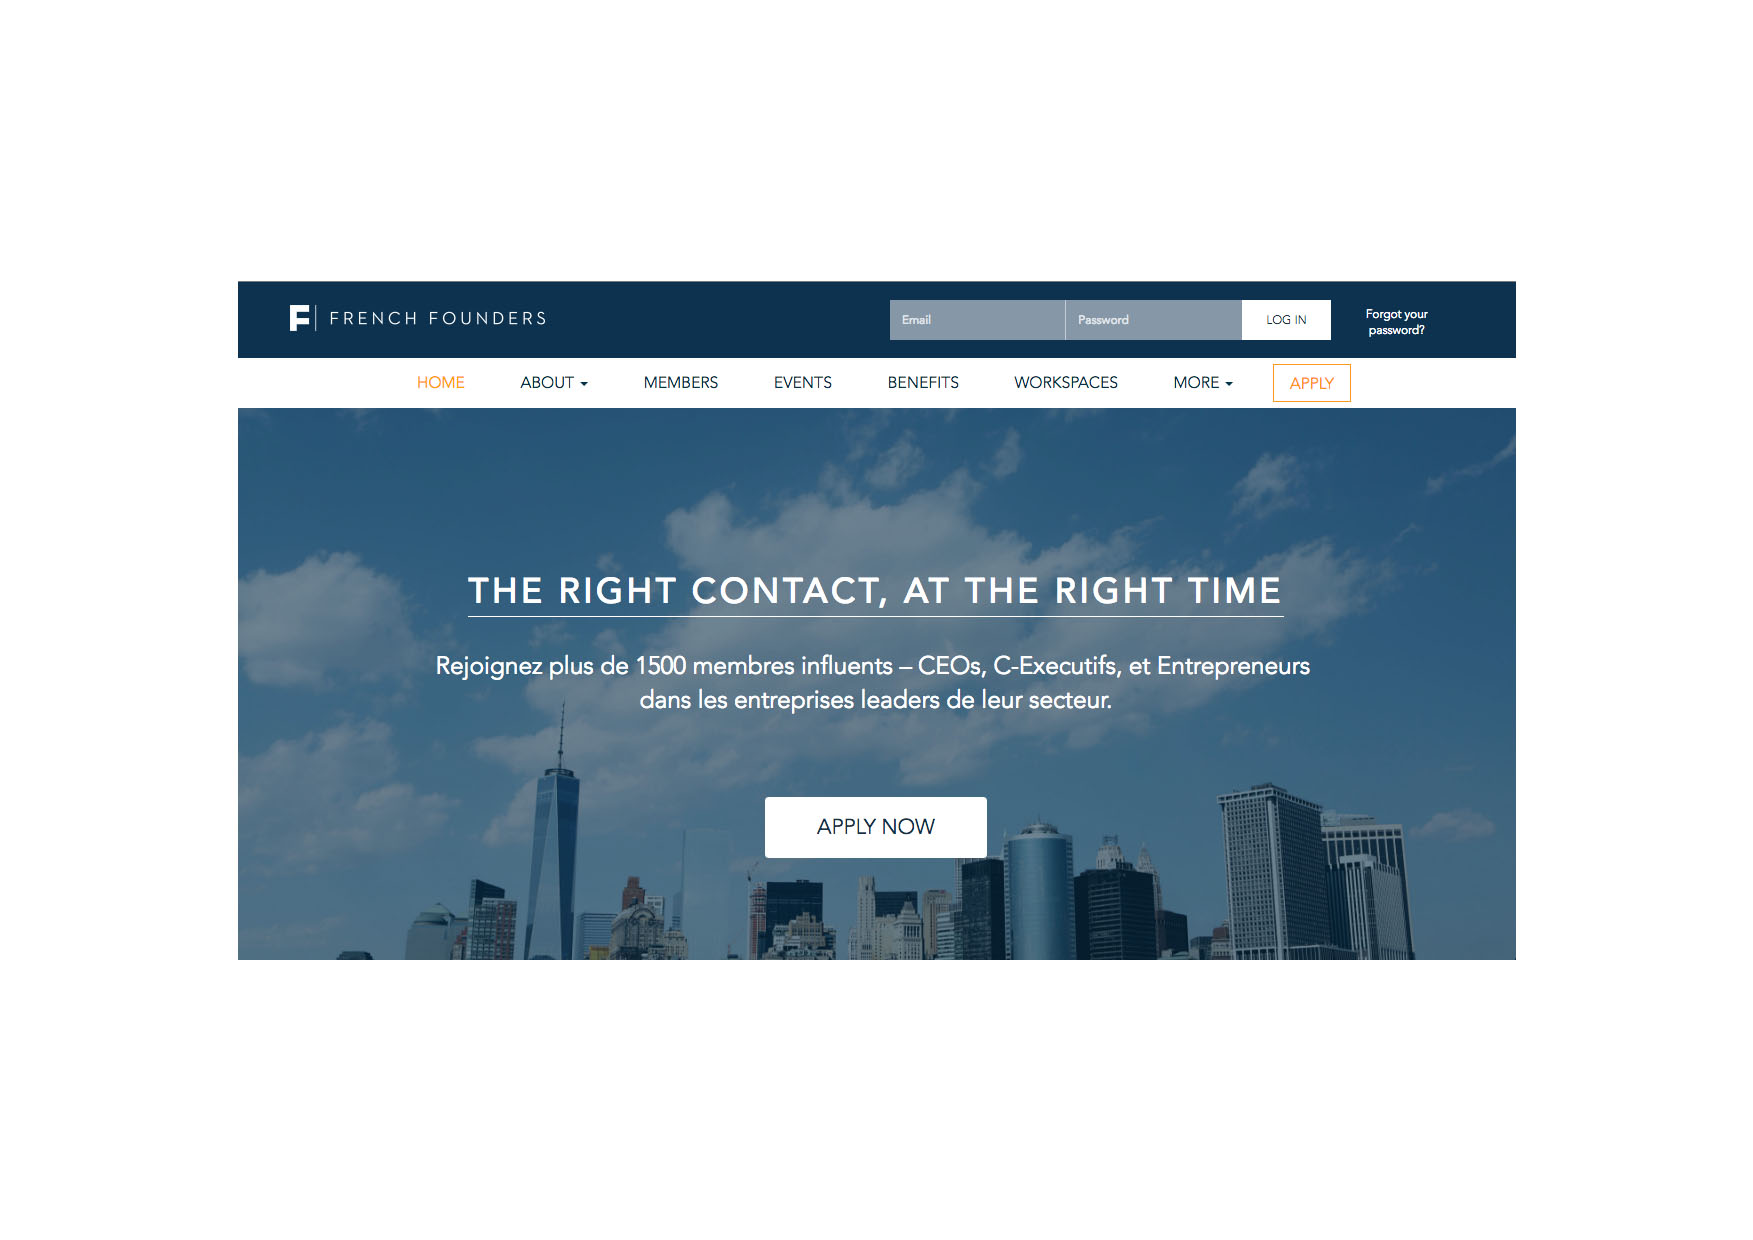 F | FRENCH FOUNDERS
Email
Password
LOG IN
Forgot your
password?
HOME
ABOUT
MEMBERS
EVENTS
BENEFITS
WORKSPACES
MORE
APPLY
THE RIGHT CONTACT, AT THE RIGHT TIME
Rejoignez plus de 1500 membres influents – CEOs, C-Executifs, et Entrepreneurs
dans les entreprises leaders de leur secteur.
APPLY NOW